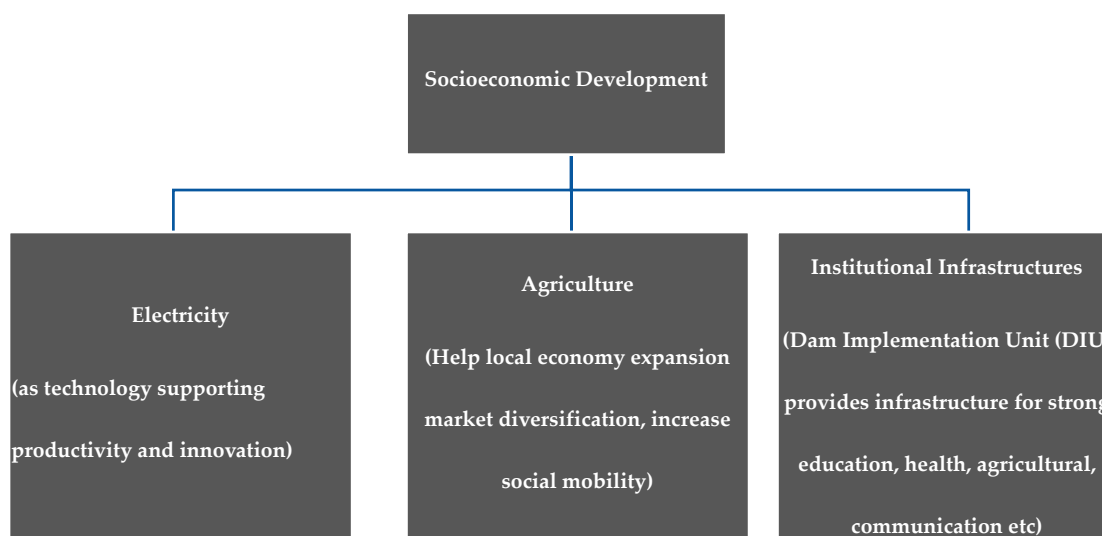 Socioeconomic Development
Electricity
(as technology supporting
productivity and innovation)
Agriculture
(Help local economy expansion
market diversification, increase
social mobility)
Institutional Infrastructures
(Dam Implementation Unit (DIU
provides infrastructure for strong
education, health, agricultural,
communication etc)